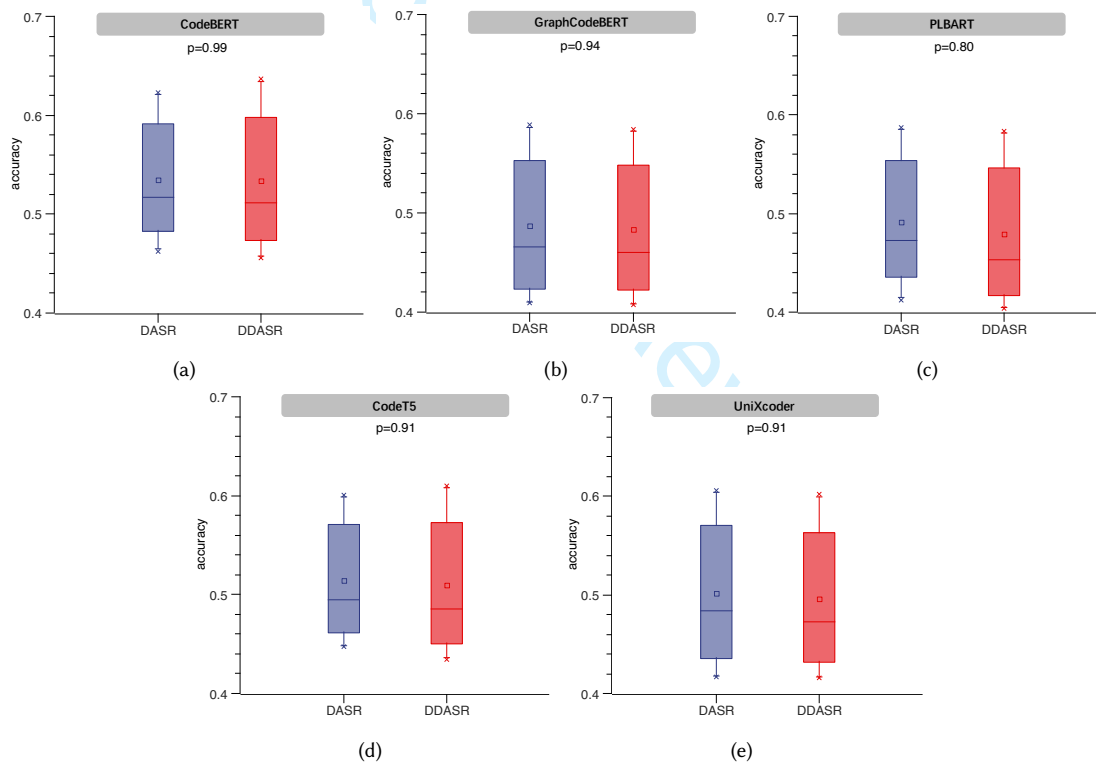 CodeBERT
p=0.99
0.7
0.6
0.5
0.4
accuracy
DASR DDASR
(a)
GraphCodeBERT
p=0.94
0.7
0.6
0.5
0.4
accuracy
DASR DDASR
(b)
PLBART
p=0.80
0.7
0.6
0.5
0.4
accuracy
DASR DDASR
(c)
CodeT5
p=0.91
0.7
0.6
0.5
0.4
accuracy
DASR DDASR
(d)
UniXcoder
p=0.91
0.7
0.6
0.5
0.4
accuracy
DASR DDASR
(e)